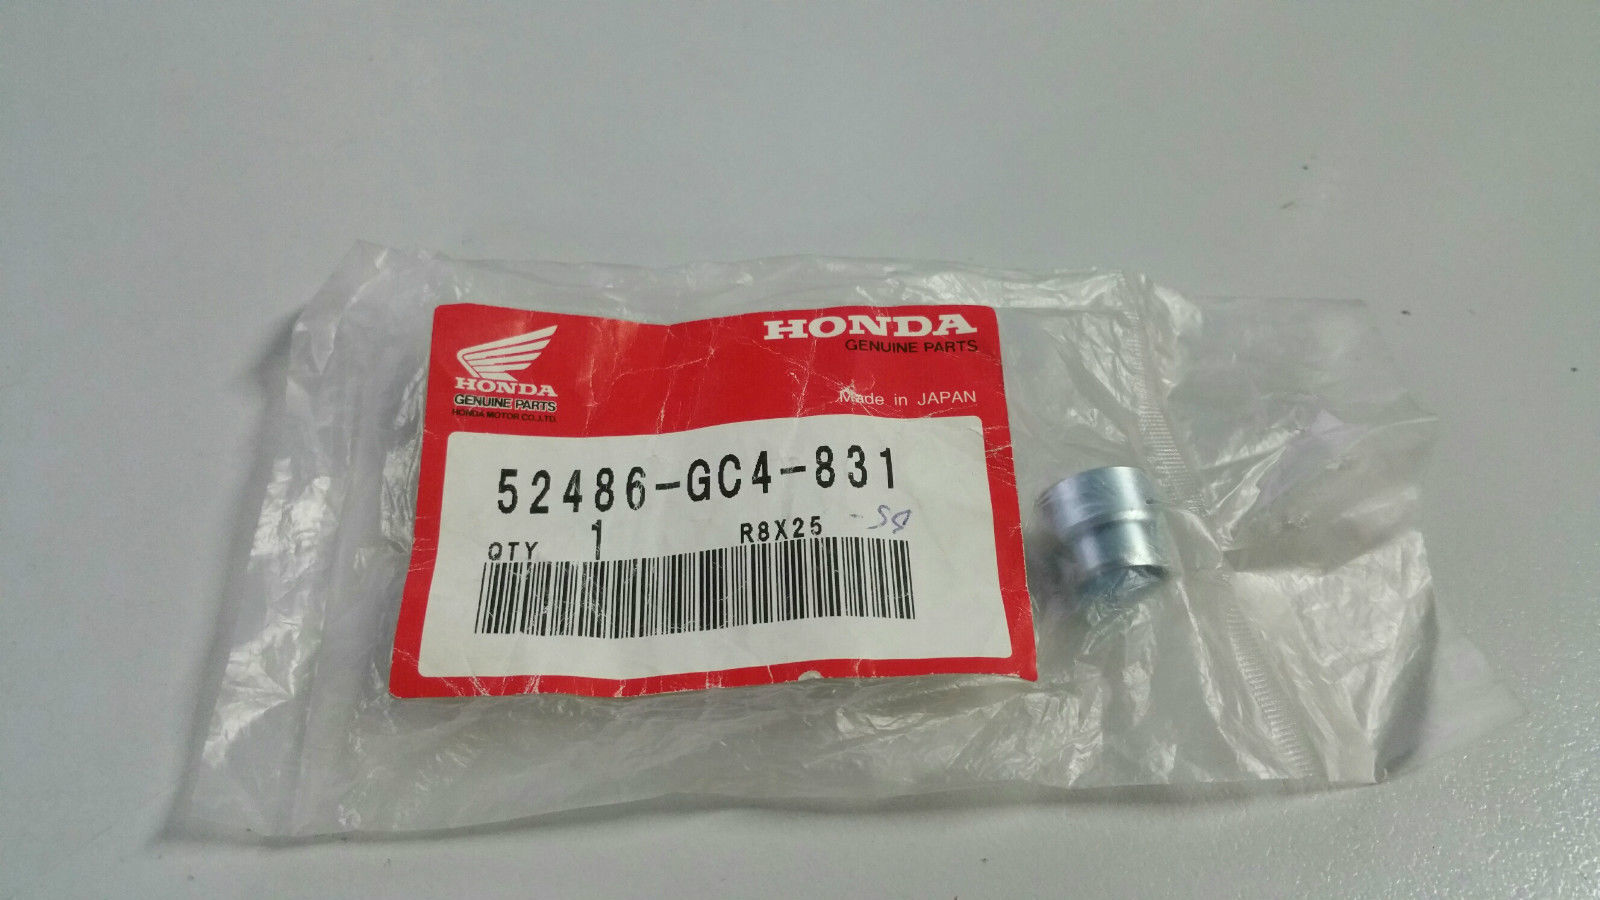 HONDA
GENUINE PARTS
HONDA MOTOR CO.,LTD.
HONDA
GENUINE PARTS
Made in JAPAN
52486-GC4-831
QTY 1 R8X25